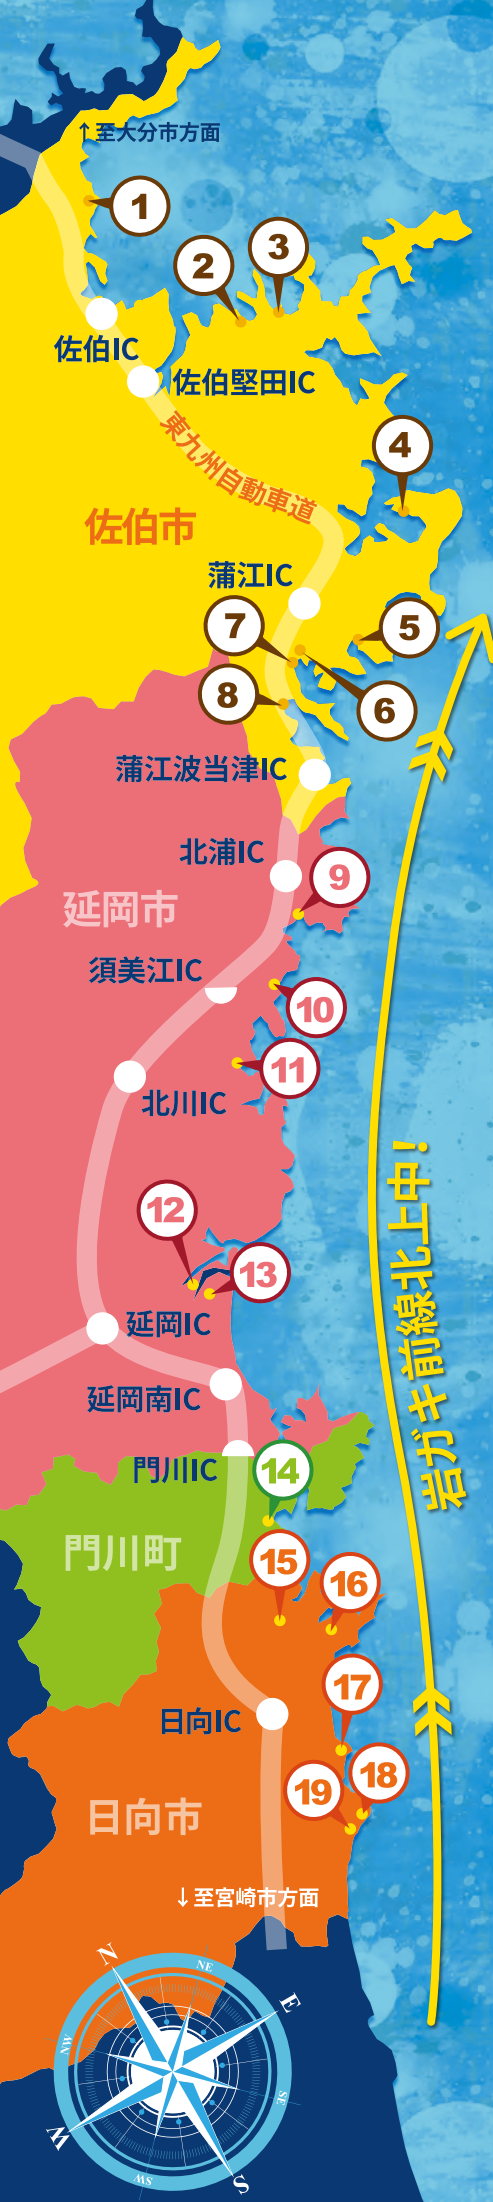 ↑至大分市方面
1
2
3
佐伯IC
佐伯堅田IC
東九州自動車道
4
佐伯市
蒲江IC
7
5
8
6
蒲江波当津IC
北浦IC
9
延岡市
須美江IC
10
11
北川IC
岩ガキ前線北上中!
12
13
延岡IC
延岡南IC
門川IC
14
門川町
15
16
17
日向IC
18
19
日向市
↓至宮崎市方面
N
NE
E
NW
SE
W
SW
S